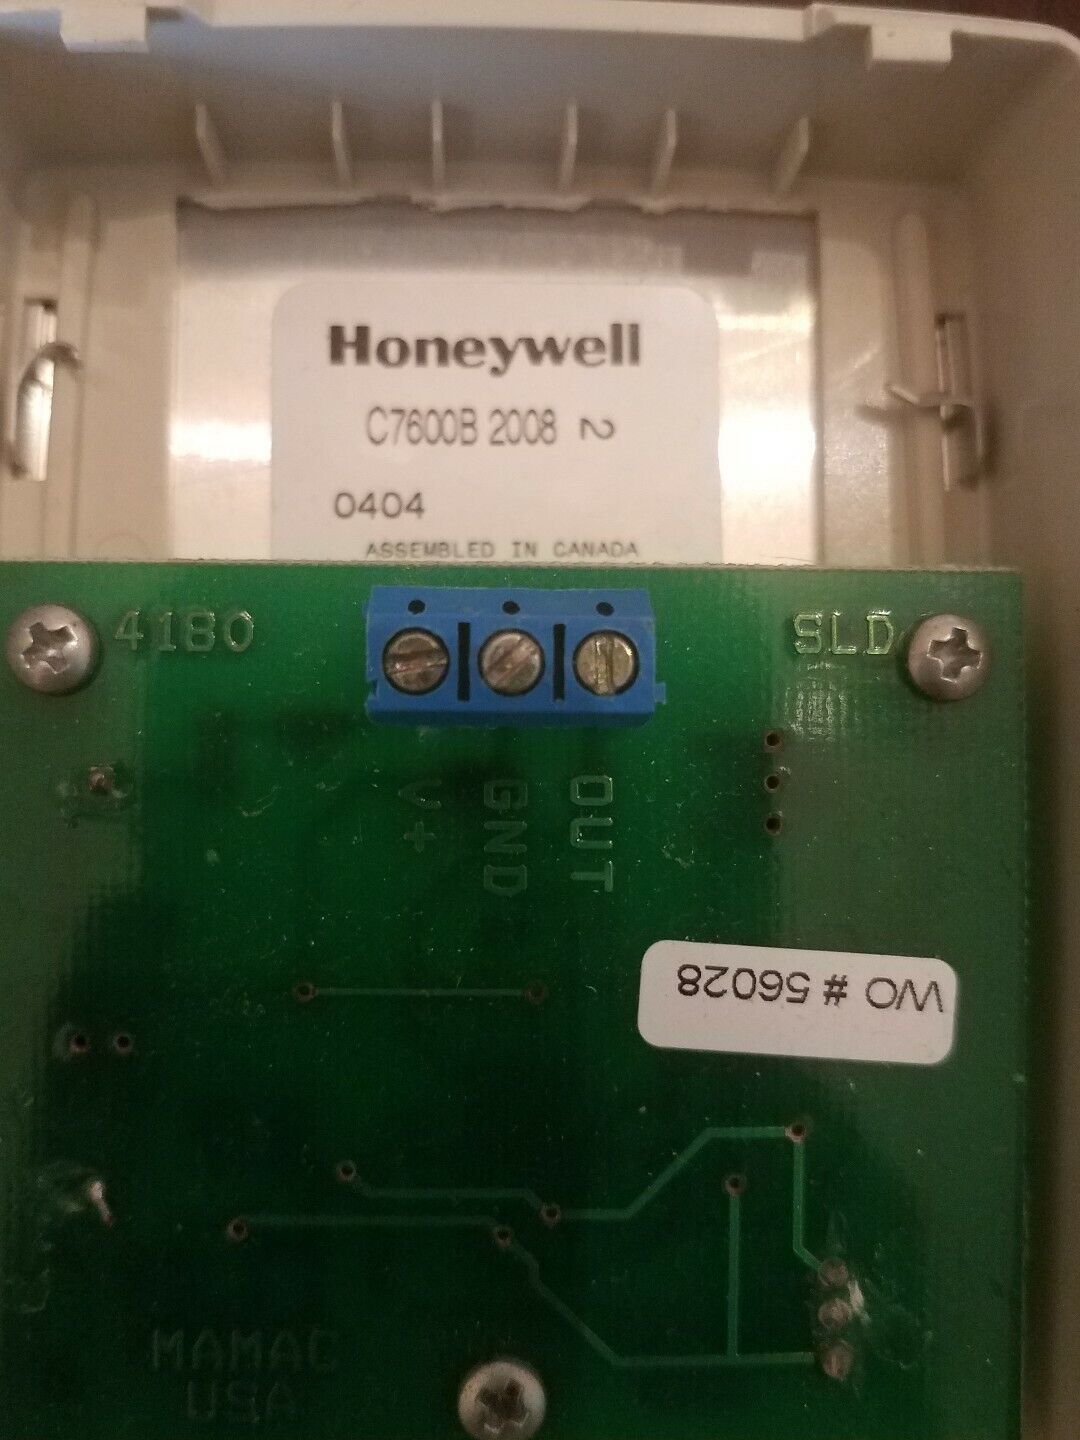 Honeywell
C7600B 2008 2
0404
ASSEMBLED IN CANADA
4180
SLD
V+
GND
OUT
WO # 56028
MAMAC
USA